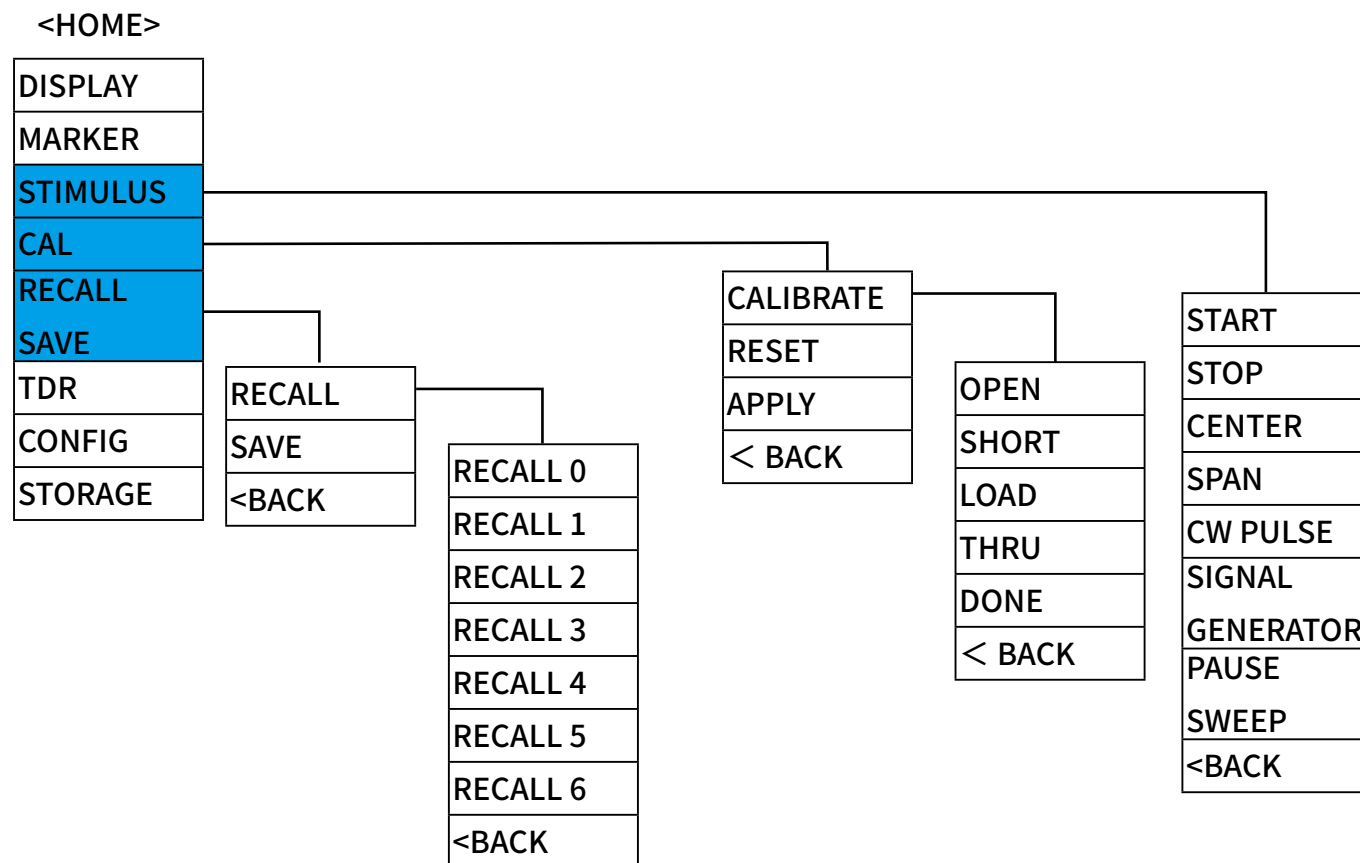 <HOME>
DISPLAY
MARKER
STIMULUS
CAL
RECALL
SAVE
TDR
CONFIG
STORAGE
RECALL
SAVE
<BACK
RECALL 0
RECALL 1
RECALL 2
RECALL 3
RECALL 4
RECALL 5
RECALL 6
<BACK
CALIBRATE
RESET
APPLY
< BACK
OPEN
SHORT
LOAD
THRU
DONE
< BACK
START
STOP
CENTER
SPAN
CW PULSE
SIGNAL
GENERATOR
PAUSE
SWEEP
<BACK